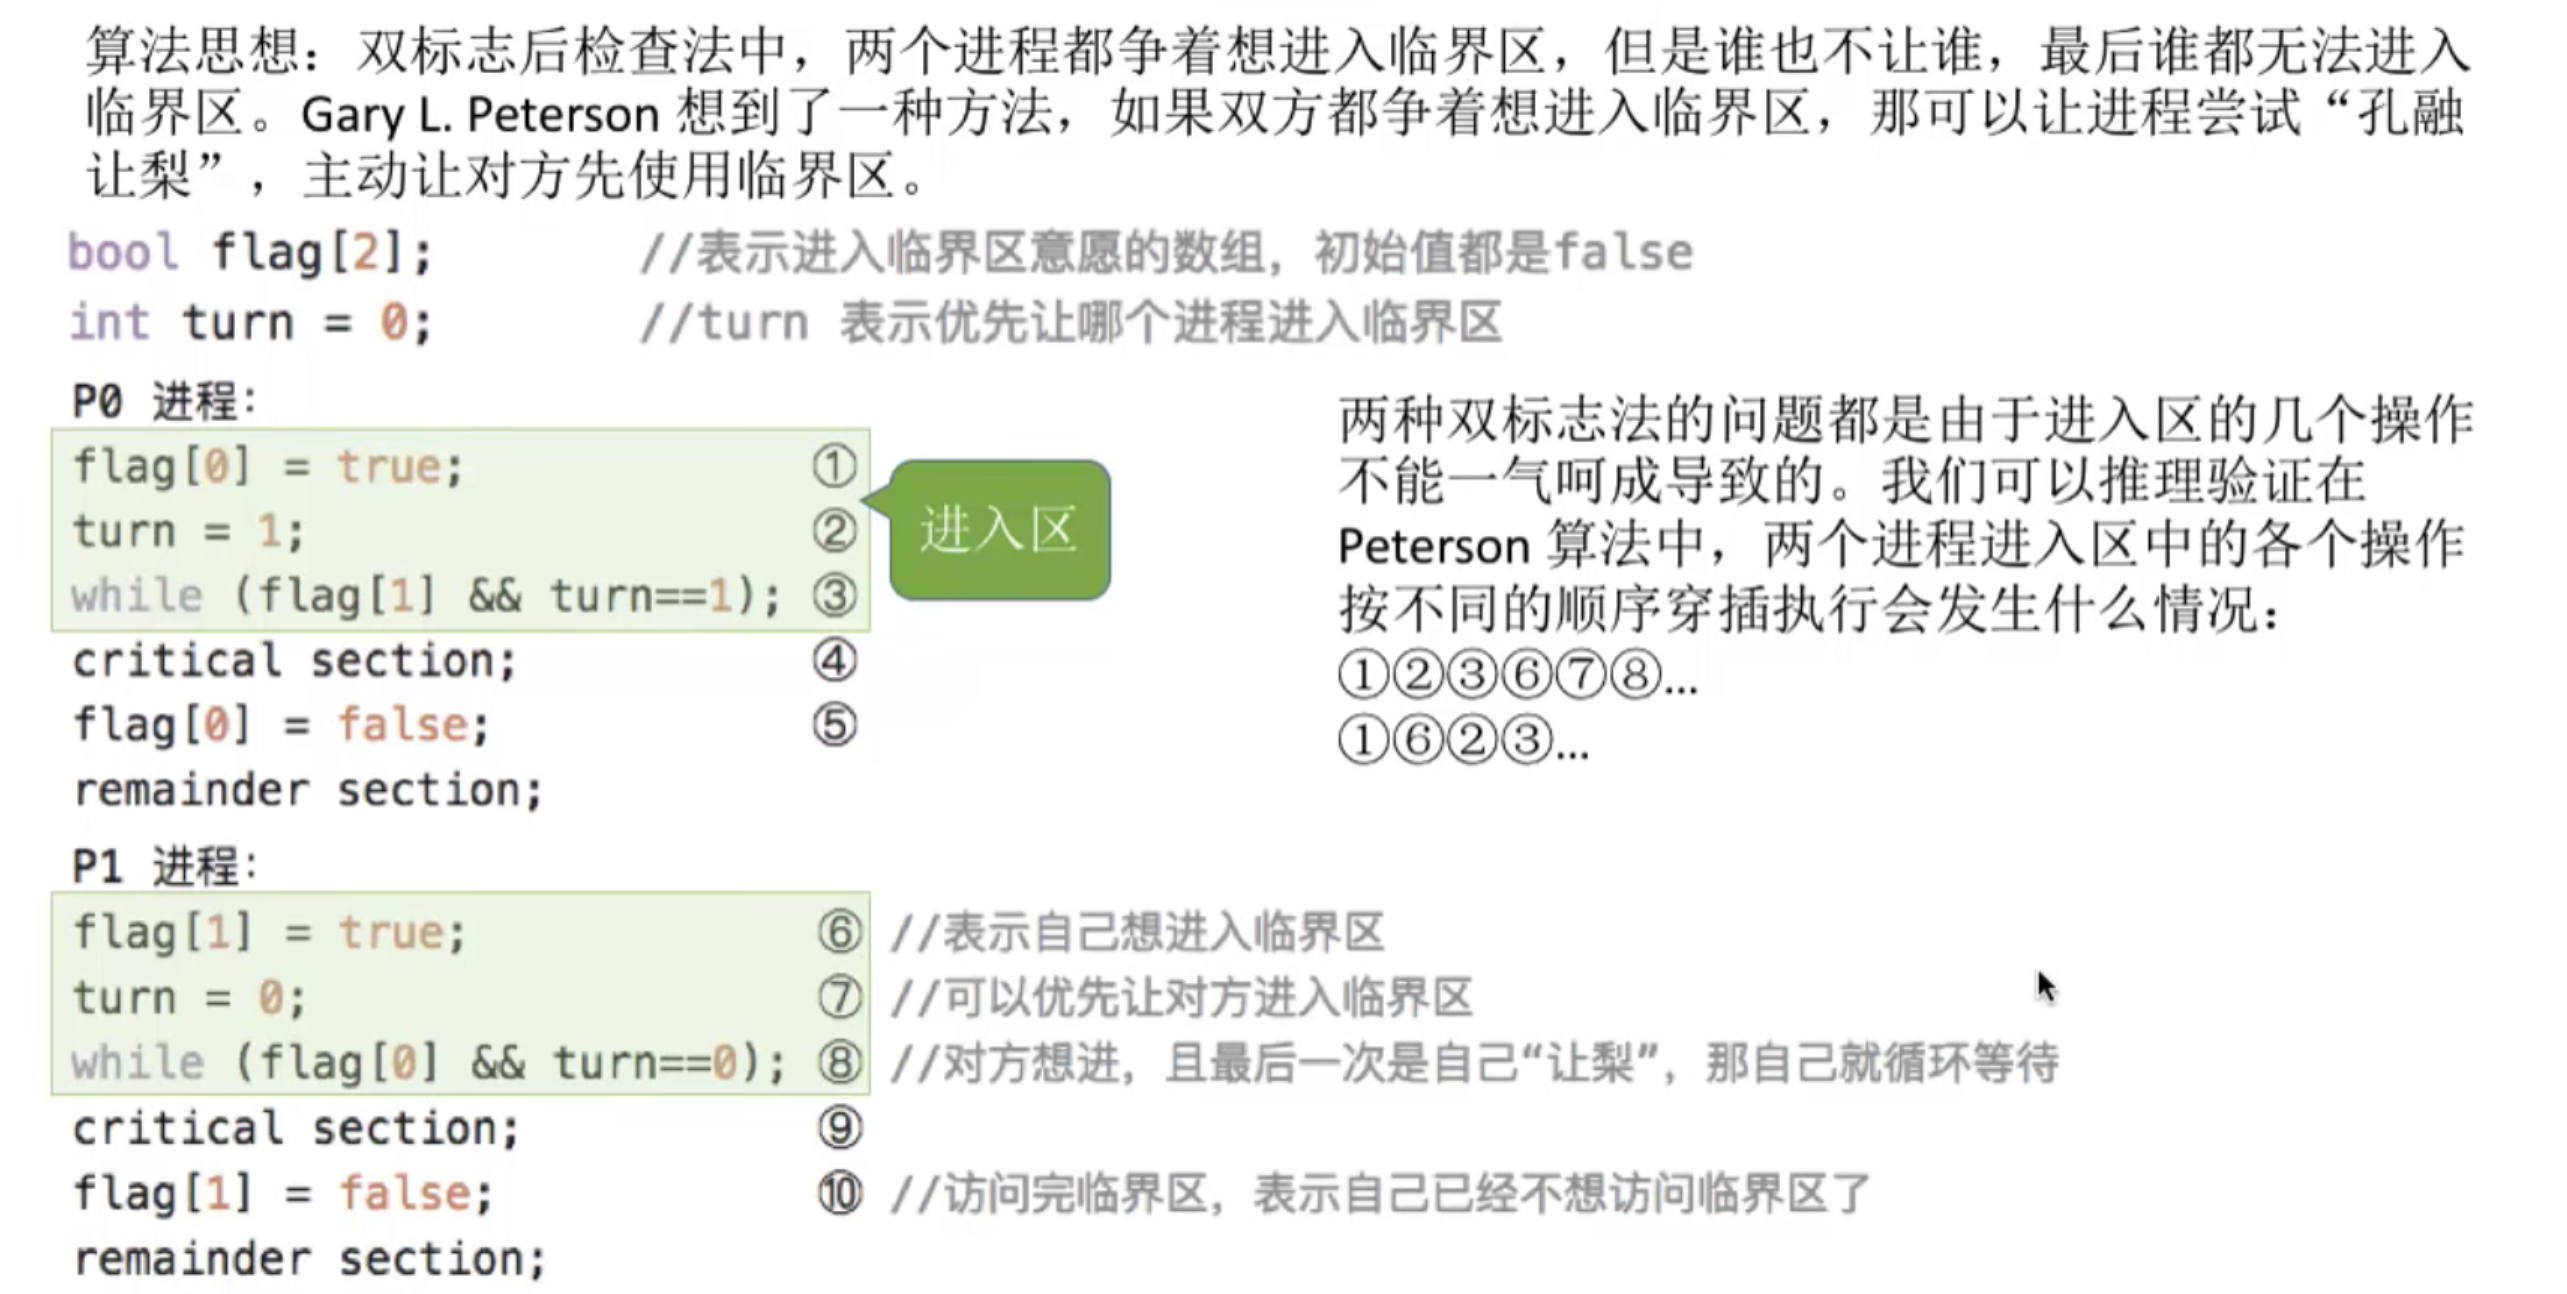 算法思想：双标志后检查法中，两个进程都争着想进入临界区，但是谁也不让谁，最后谁都无法进入
临界区。Gary L. Peterson 想到了一种方法，如果双方都争着想进入临界区，那可以让进程尝试“孔融
让梨”，主动让对方先使用临界区。
bool flag[2]; //表示进入临界区意愿的数组，初始值都是false
int turn = 0; //turn 表示优先让哪个进程进入临界区
P0 进程：
flag[0] = true; ①
turn = 1; ②
while (flag[1] && turn==1); ③
critical section; ④
flag[0] = false; ⑤
remainder section;
进入区
两种双标志法的问题都是由于进入区的几个操作
不能一气呵成导致的。我们可以推理验证在
Peterson 算法中，两个进程进入区中的各个操作
按不同的顺序穿插执行会发生什么情况：
①②③⑥⑦⑧...
①⑥②③...
P1 进程：
flag[1] = true; ⑥ //表示自己想进入临界区
turn = 0; ⑦ //可以优先让对方进入临界区
while (flag[0] && turn==0); ⑧ //对方想进，且最后一次是自己“让梨”，那自己就循环等待
critical section; ⑨
flag[1] = false; ⑩ //访问完临界区，表示自己已经不想访问临界区了
remainder section;